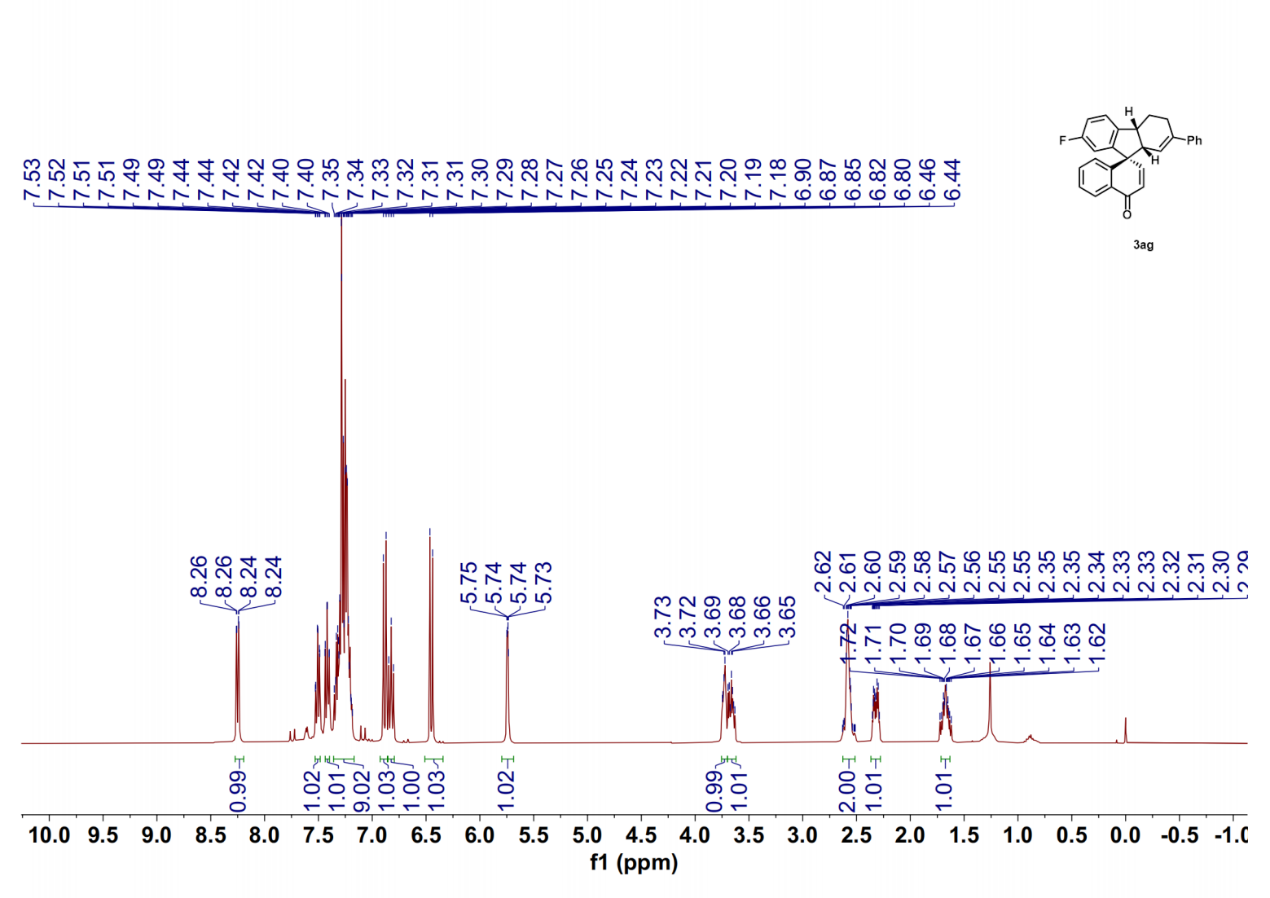 H
F
Ph
H
O
3ag
7.53 7.52 7.51 7.51 7.49 7.49 7.44 7.44 7.42 7.42 7.40 7.40 7.35 7.34 7.33 7.32 7.31 7.31 7.30 7.29 7.28 7.27 7.26 7.25 7.24 7.23 7.22 7.21 7.20 7.19 7.18 6.90 6.87 6.85 6.82 6.80 6.46 6.44
8.26 8.26 8.24 8.24
5.75 5.74 5.74 5.73
3.73 3.72 3.69 3.68 3.66 3.65
2.62 2.61 2.60 2.59 2.58 2.57 2.56 2.55 2.55 2.35 2.35 2.34 2.33 2.33 2.32 2.31 2.30 2.29
1.72 1.71 1.70 1.69 1.68 1.67 1.66 1.65 1.64 1.63 1.62
0.99 1.02 1.01 9.02 1.03 1.00 1.03 1.02 0.99 1.01 2.00 1.01 1.01
10.0 9.5 9.0 8.5 8.0 7.5 7.0 6.5 6.0 5.5 5.0 4.5 4.0 3.5 3.0 2.5 2.0 1.5 1.0 0.5 0.0 -0.5 -1.0
f1 (ppm)